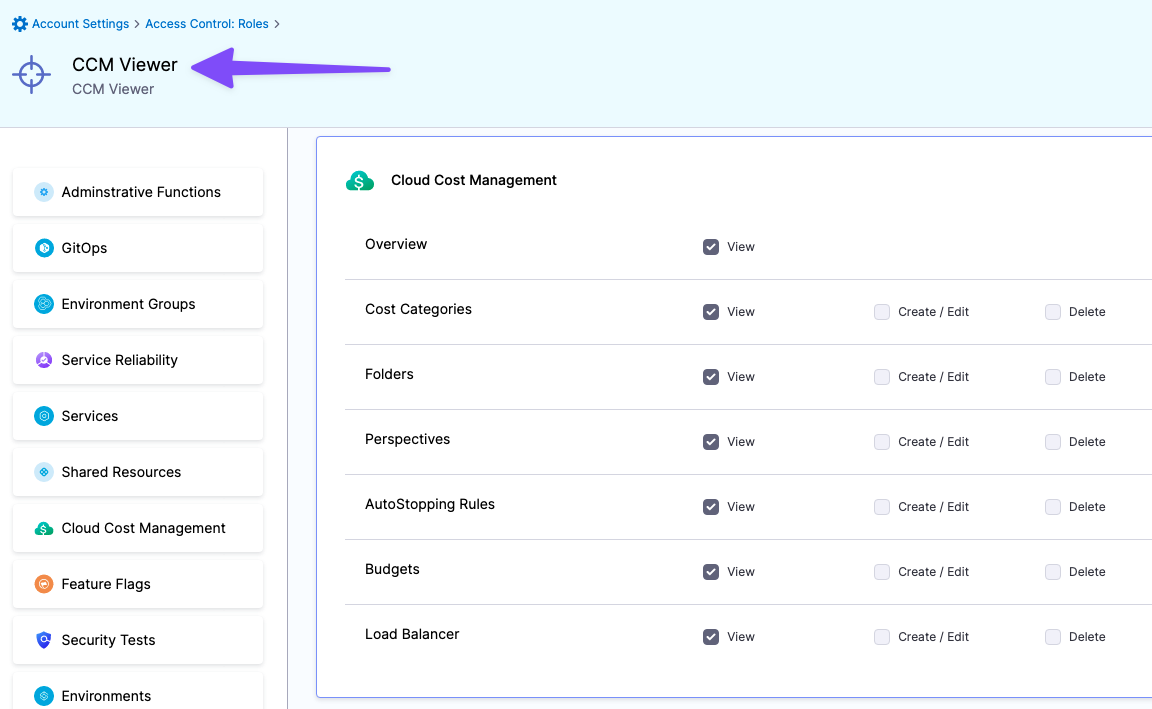 Account Settings > Access Control: Roles >
CCM Viewer
CCM Viewer
Adminstrative Functions
GitOps
Environment Groups
Service Reliability
Services
Shared Resources
Cloud Cost Management
Feature Flags
Security Tests
Environments
Cloud Cost Management
Overview View
Cost Categories View Create / Edit Delete
Folders View Create / Edit Delete
Perspectives View Create / Edit Delete
AutoStopping Rules View Create / Edit Delete
Budgets View Create / Edit Delete
Load Balancer View Create / Edit Delete